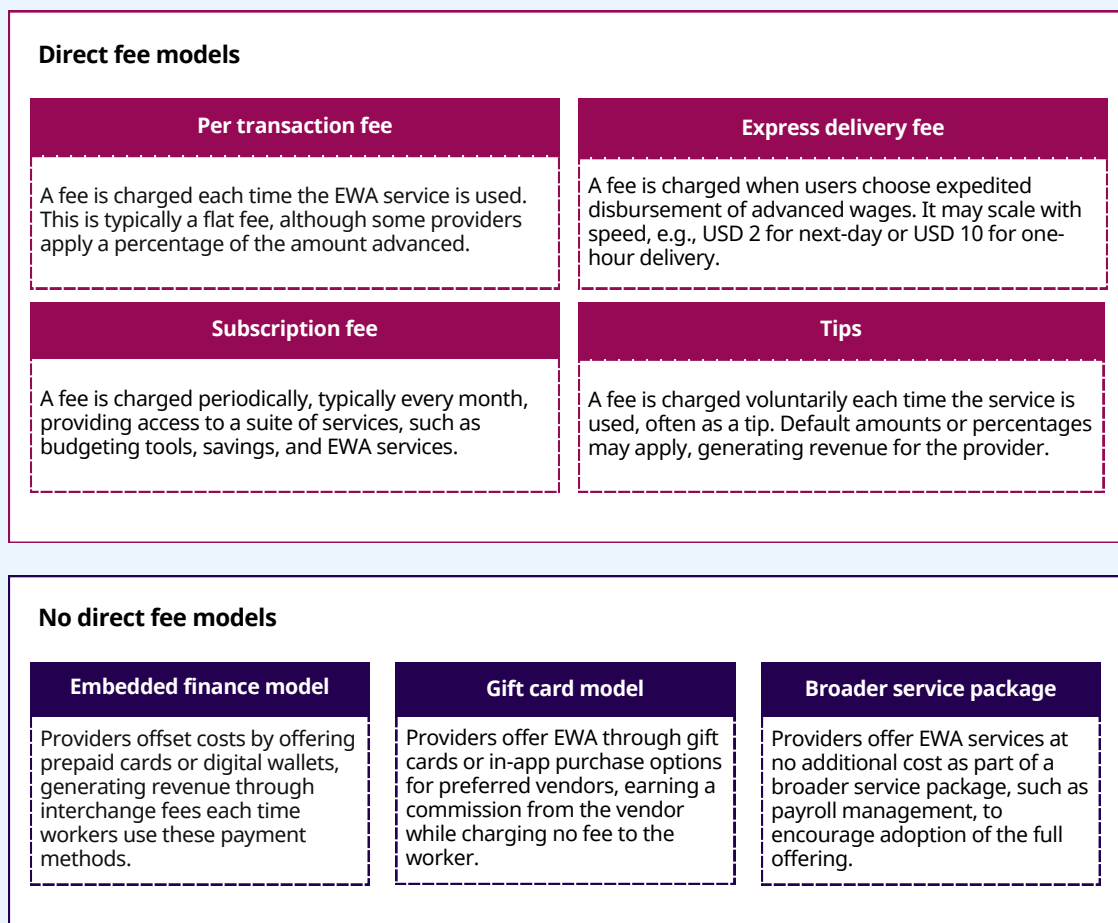 Direct fee models
Per transaction fee
A fee is charged each time the EWA service is used.
This is typically a flat fee, although some providers
apply a percentage of the amount advanced.
Express delivery fee
A fee is charged when users choose expedited
disbursement of advanced wages. It may scale with
speed, e.g., USD 2 for next-day or USD 10 for one-
hour delivery.
Subscription fee
A fee is charged periodically, typically every month,
providing access to a suite of services, such as
budgeting tools, savings, and EWA services.
Tips
A fee is charged voluntarily each time the service is
used, often as a tip. Default amounts or percentages
may apply, generating revenue for the provider.
No direct fee models
Embedded finance model
Providers offset costs by offering
prepaid cards or digital wallets,
generating revenue through
interchange fees each time
workers use these payment
methods.
Gift card model
Providers offer EWA through gift
cards or in-app purchase options
for preferred vendors, earning a
commission from the vendor
while charging no fee to the
worker.
Broader service package
Providers offer EWA services at
no additional cost as part of a
broader service package, such as
payroll management, to
encourage adoption of the full
offering.